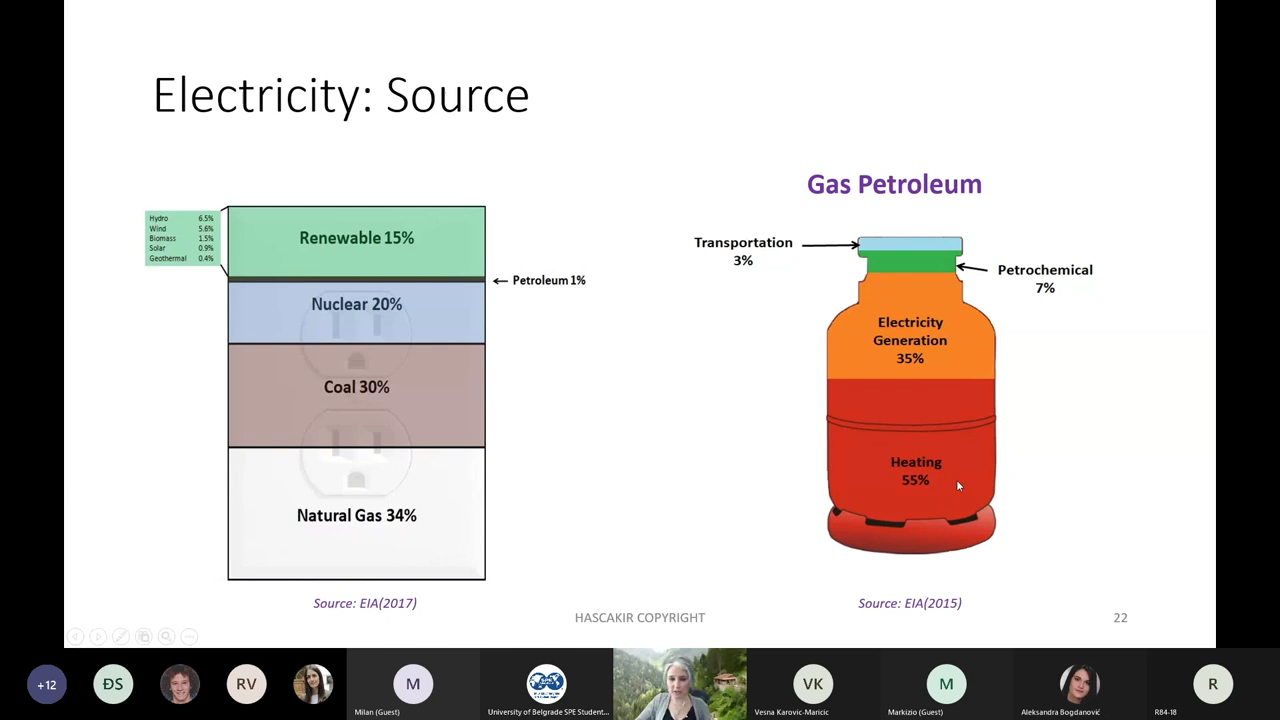 Electricity: Source
Hydro 6.5%
Wind 5.6%
Biomass 1.5%
Solar 0.9%
Geothermal 0.4%
Renewable 15%
Petroleum 1%
Nuclear 20%
Coal 30%
Natural Gas 34%
Source: EIA(2017)
Gas Petroleum
Transportation
3%
Petrochemical
7%
Electricity
Generation
35%
Heating
55%
Source: EIA(2015)
HASCAKIR COPYRIGHT
22
+12
ĐS
RV
M
Milan (Guest)
University of Belgrade SPE Student...
VK
Vesna Karovic-Maricic
M
Markizio (Guest)
Aleksandra Bogdanović
R
R84-18